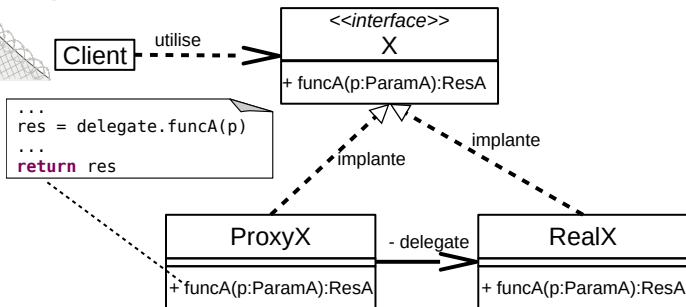 <<interface>>
X
Client
utilise
+ funcA(p:ParamA):ResA
...
res = delegate.funcA(p)
...
return res
implante
implante
ProxyX
- delegate
RealX
+ funcA(p:ParamA):ResA
+ funcA(p:ParamA):ResA